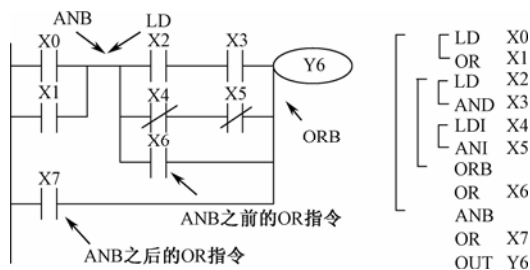 ANB LD
X0 X2 X3
Y6
X1 X4 X5
ORB
X6
X7
ANB之前的OR指令
ANB之后的OR指令
LD X0
OR X1
LD X2
AND X3
LDI X4
ANI X5
ORB
OR X6
ANB
OR X7
OUT Y6